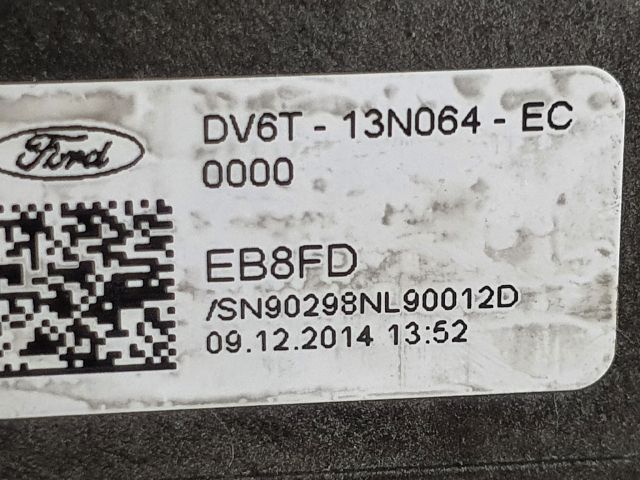 Ford
DV6T - 13N064 - EC
0000
EB8FD
/SN90298NL90012D
09.12.2014 13:52